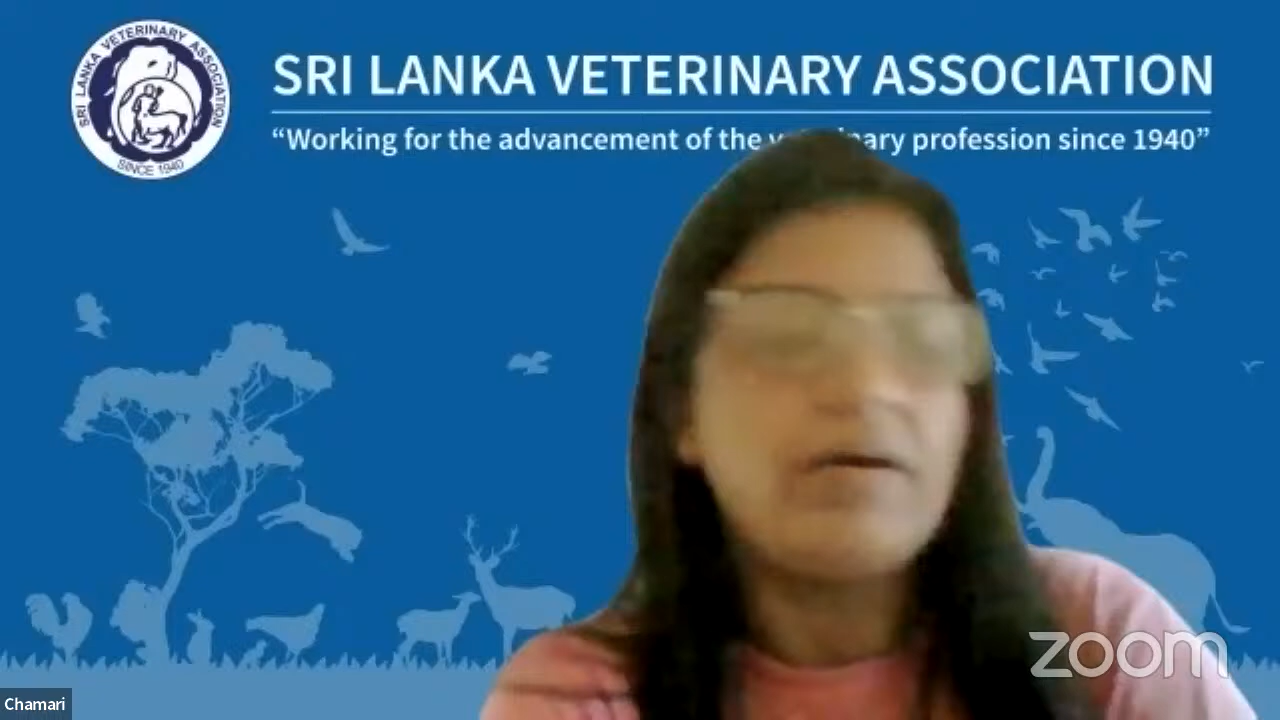 SRI LANKA VETERINARY ASSOCIATION
SINCE 1940
SRI LANKA VETERINARY ASSOCIATION
“Working for the advancement of the profession since 1940”
zoom
Chamari